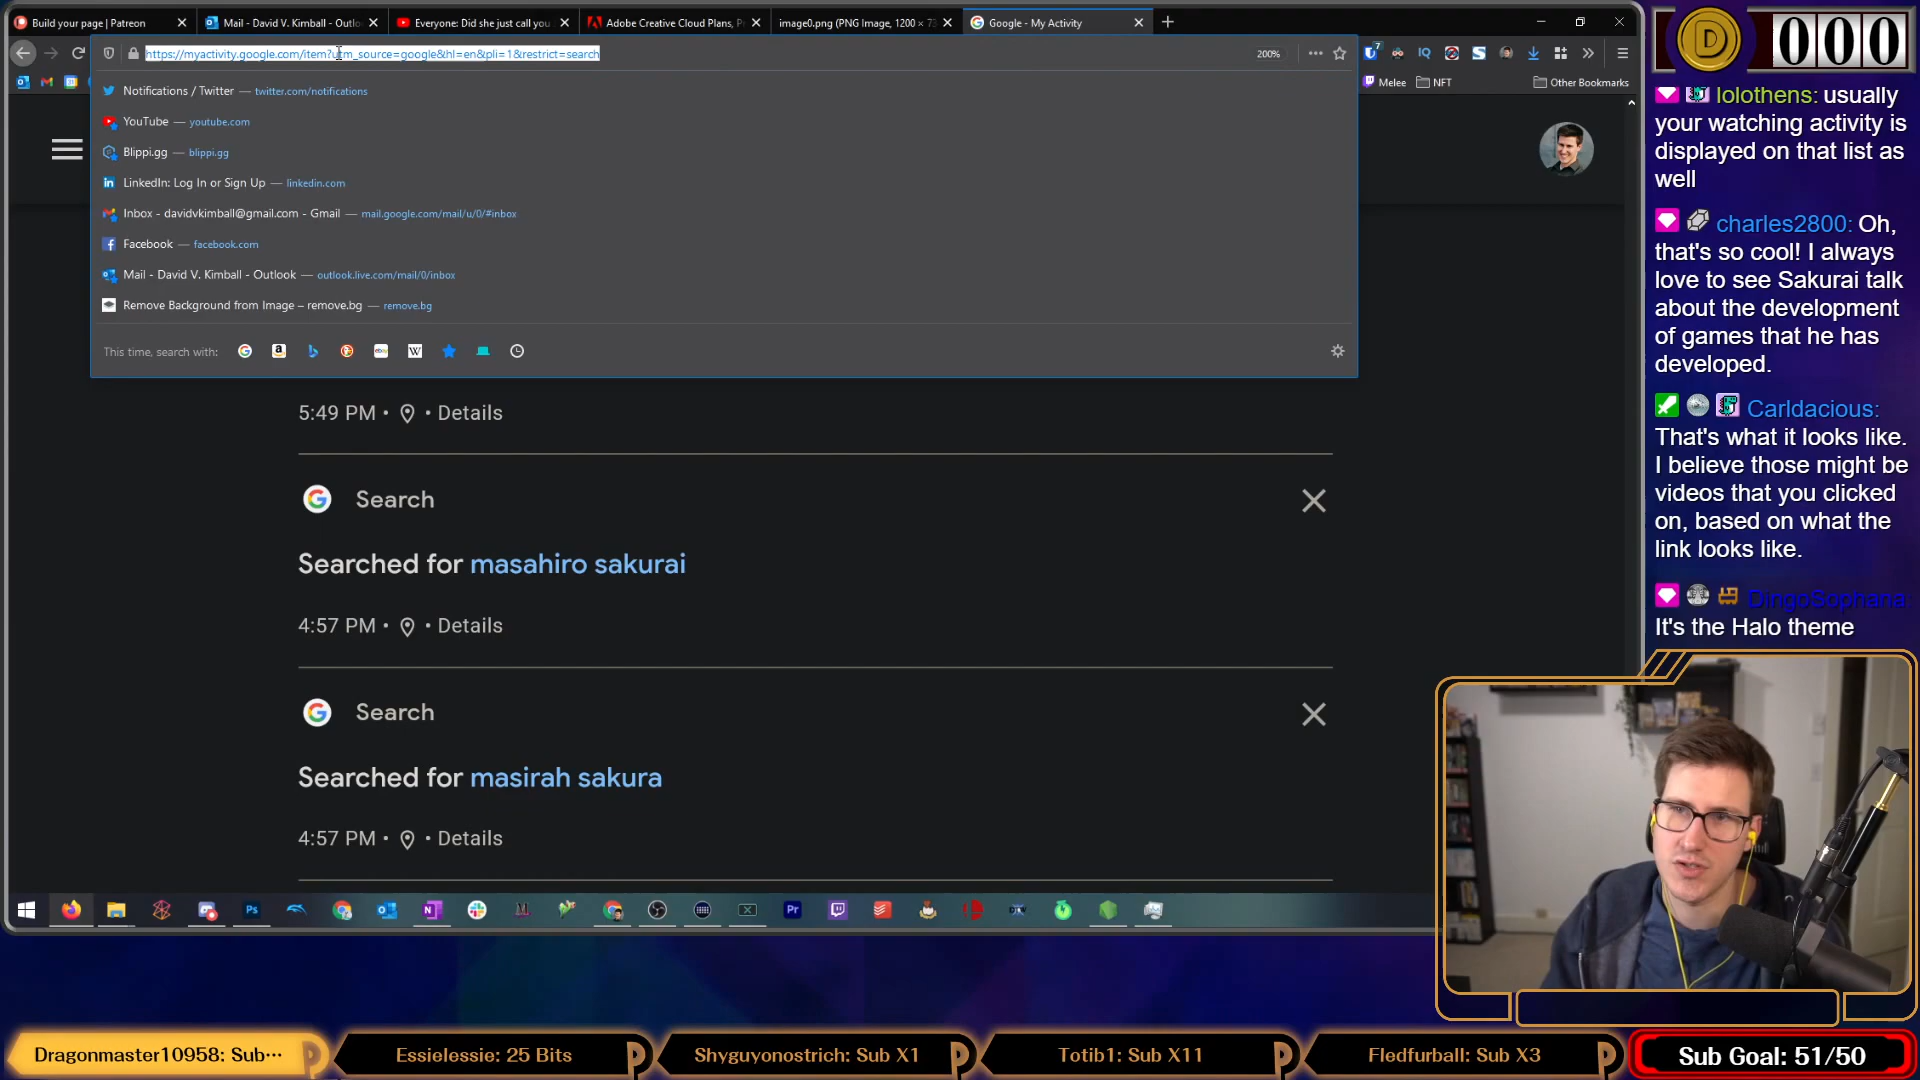 Build your page | Patreon
Mail - David V. Kimball - Outlo
Everyone: Did she just call you
Adobe Creative Cloud Plans, P
image0.png (PNG Image, 1200 × 73
Google - My Activity
https://myactivity.google.com/item?utm_source=google&hl=en&pli=1&restrict=search
200%
7
IQ
Notifications / Twitter — twitter.com/notifications
YouTube — youtube.com
Blippi.gg — blippi.gg
LinkedIn: Log In or Sign Up — linkedin.com
Inbox - davidvkimball@gmail.com - Gmail — mail.google.com/mail/u/0/#inbox
Facebook — facebook.com
Mail - David V. Kimball - Outlook — outlook.live.com/mail/0/inbox
Remove Background from Image – remove.bg — remove.bg
This time, search with:
Melee
NFT
Other Bookmarks
5:49 PM • • Details
Search
Searched for masahiro sakurai
4:57 PM • • Details
Search
Searched for masirah sakura
4:57 PM • • Details
000
lolothens: usually
your watching activity is
displayed on that list as
well
charles2800: Oh,
that's so cool! I always
love to see Sakurai talk
about the development
of games that he has
developed.
Carldacious:
That's what it looks like.
I believe those might be
videos that you clicked
on, based on what the
link looks like.
DingoSophana:
It's the Halo theme
Dragonmaster10958: Sub…
Essielessie: 25 Bits
Shyguyonostrich: Sub X1
Totib1: Sub X11
Fledfurball: Sub X3
Sub Goal: 51/50